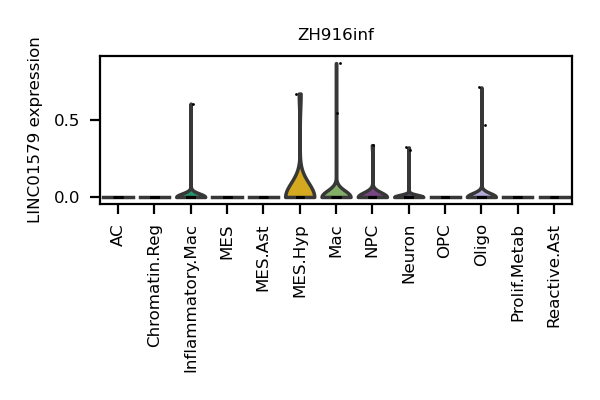 ZH916inf
LINC01579 expression
0.5
0.0
AC
Chromatin.Reg
Inflammatory.Mac
MES
MES.Ast
MES.Hyp
Mac
NPC
Neuron
OPC
Oligo
Prolif.Metab
Reactive.Ast